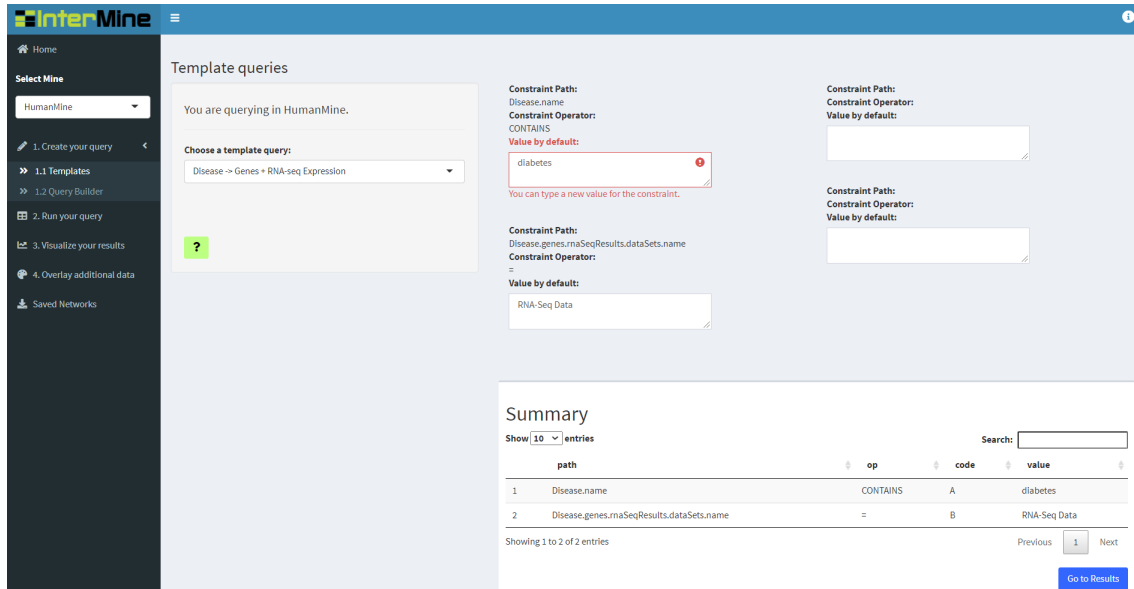 InterMine
Home
Select Mine
HumanMine
1. Create your query
1.1 Templates
1.2 Query Builder
2. Run your query
3. Visualize your results
4. Overlay additional data
Saved Networks
Template queries
You are querying in HumanMine.
Choose a template query:
Disease -> Genes + RNA-seq Expression
?
Constraint Path:
Disease.name
Constraint Operator:
CONTAINS
Value by default:
diabetes
You can type a new value for the constraint.
Constraint Path:
Disease.genes.rnaSeqResults.dataSets.name
Constraint Operator:
=
Value by default:
RNA-Seq Data
Constraint Path:
Constraint Operator:
Value by default:
Constraint Path:
Constraint Operator:
Value by default:
Summary
Show 10 entries
Search:
path op code value
1 Disease.name CONTAINS A diabetes
2 Disease.genes.rnaSeqResults.dataSets.name = B RNA-Seq Data
Showing 1 to 2 of 2 entries
Previous 1 Next
Go to Results